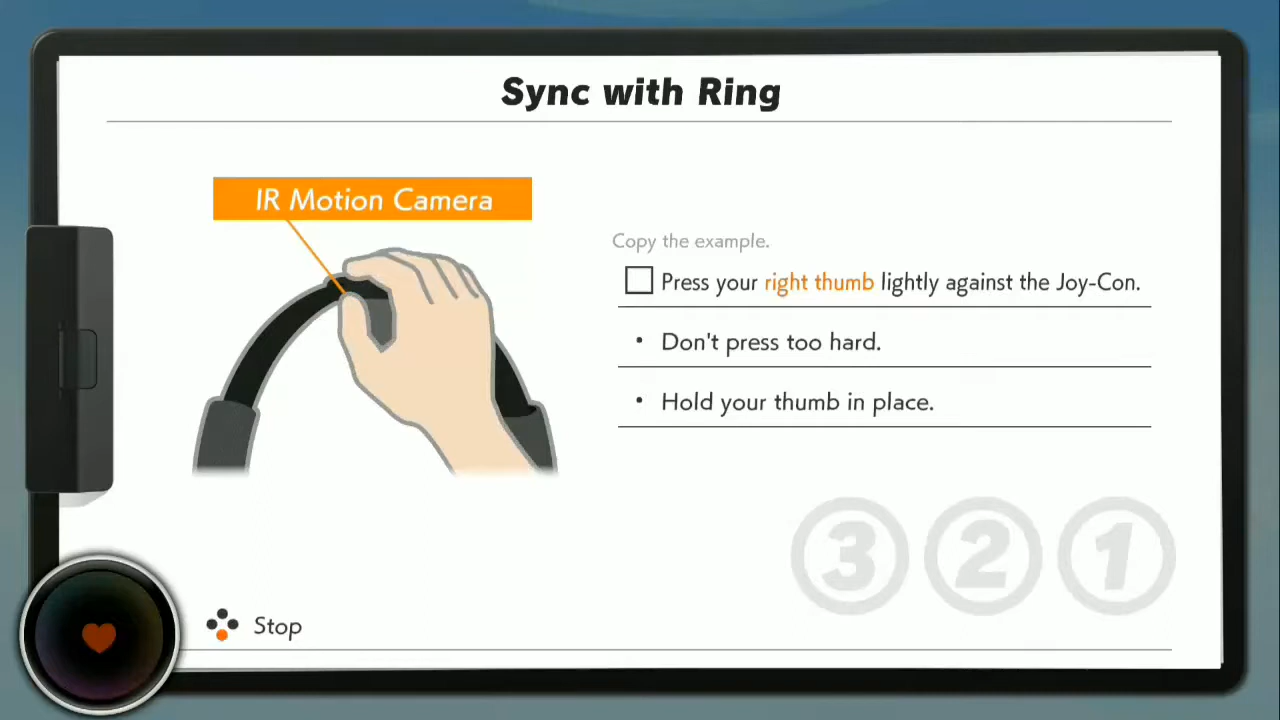 Sync with Ring
IR Motion Camera
Copy the example.
Press your right thumb lightly against the Joy-Con.
• Don't press too hard.
• Hold your thumb in place.
3 2 1
Stop